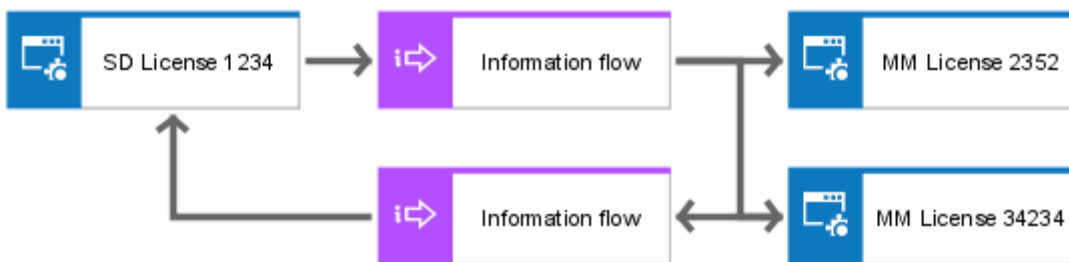 SD License 1234
Information flow
MM License 2352
Information flow
MM License 34234